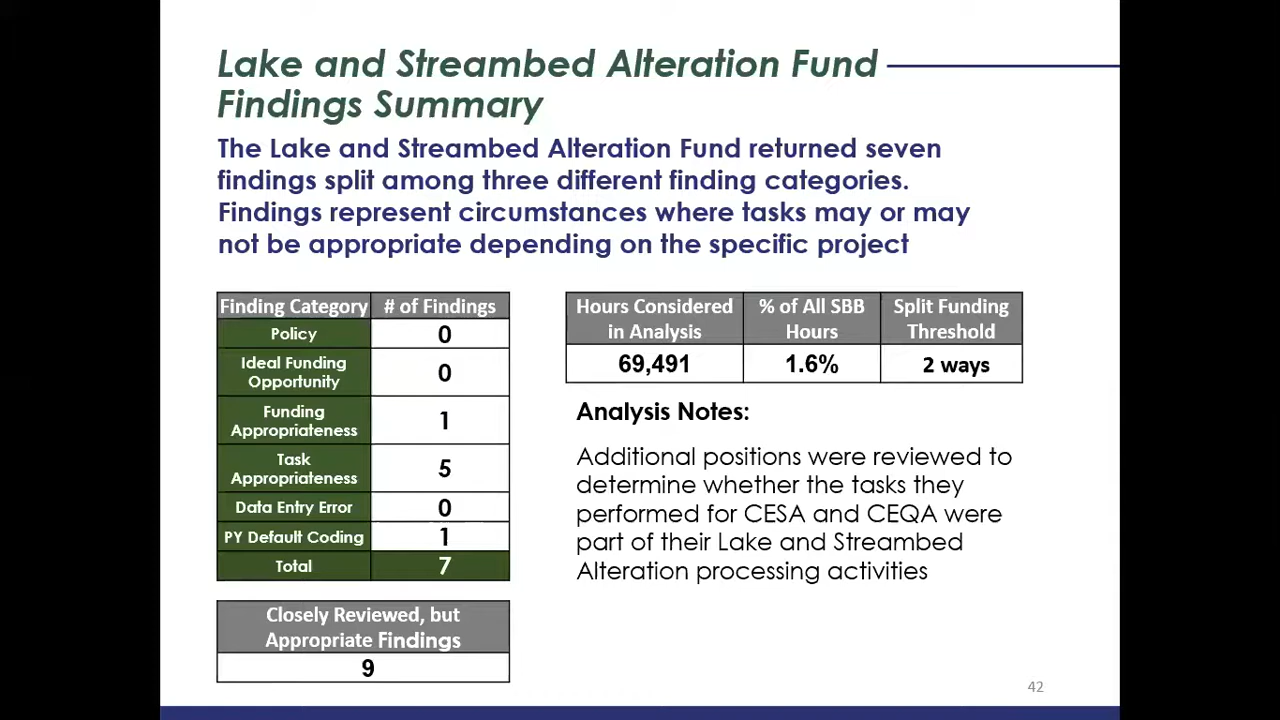 Lake and Streambed Alteration Fund
Findings Summary
The Lake and Streambed Alteration Fund returned seven
findings split among three different finding categories.
Findings represent circumstances where tasks may or may
not be appropriate depending on the specific project
Finding Category # of Findings
Policy 0
Ideal Funding
Opportunity 0
Funding
Appropriateness 1
Task
Appropriateness 5
Data Entry Error 0
PY Default Coding 1
Total 7
Closely Reviewed, but
Appropriate Findings
9
Hours Considered
in Analysis
% of All SBB
Hours
Split Funding
Threshold
69,491 1.6% 2 ways
Analysis Notes:
Additional positions were reviewed to
determine whether the tasks they
performed for CESA and CEQA were
part of their Lake and Streambed
Alteration processing activities
42